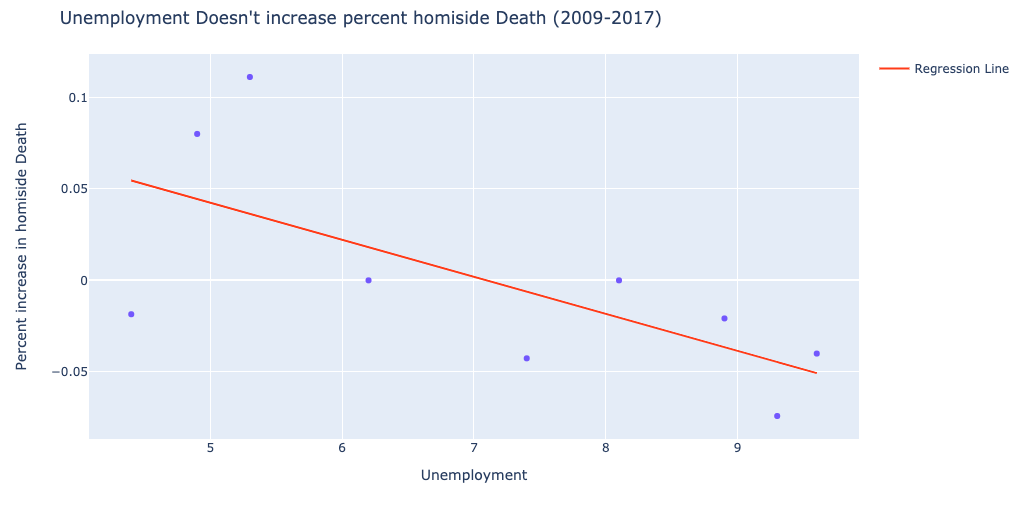 Unemployment Doesn't increase percent homiside Death (2009-2017)
Regression Line
Percent increase in homiside Death
0.1
0.05
0
−0.05
5 6 7 8 9
Unemployment